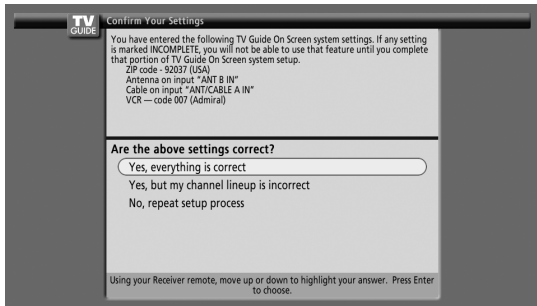 TV
GUIDE
Confirm Your Settings
You have entered the following TV Guide On Screen system settings. If any setting
is marked INCOMPLETE, you will not be able to use that feature until you complete
that portion of TV Guide On Screen system setup.
ZIP code - 92037 (USA)
Antenna on input "ANT B IN"
Cable on input "ANT/CABLE A IN"
VCR — code 007 (Admiral)
Are the above settings correct?
Yes, everything is correct
Yes, but my channel lineup is incorrect
No, repeat setup process
Using your Receiver remote, move up or down to highlight your answer. Press Enter
to choose.